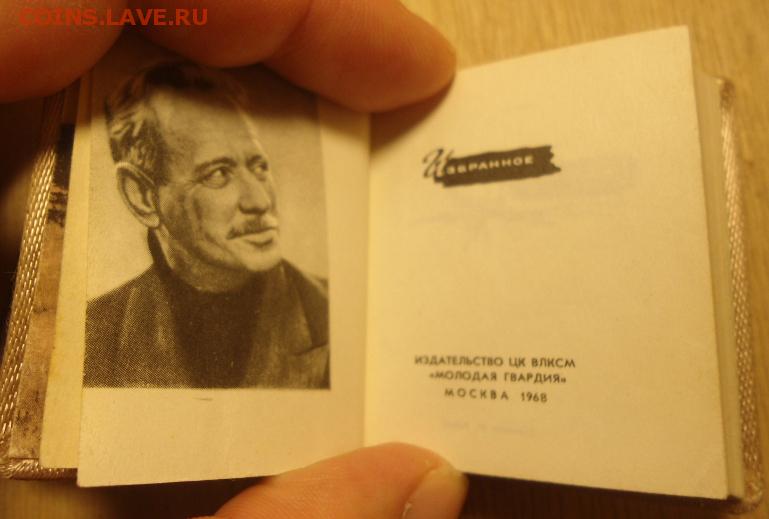 COINS.LAVE.RU
Избранное
ИЗДАТЕЛЬСТВО ЦК ВЛКСМ
«МОЛОДАЯ ГВАРДИЯ»
МОСКВА 1968